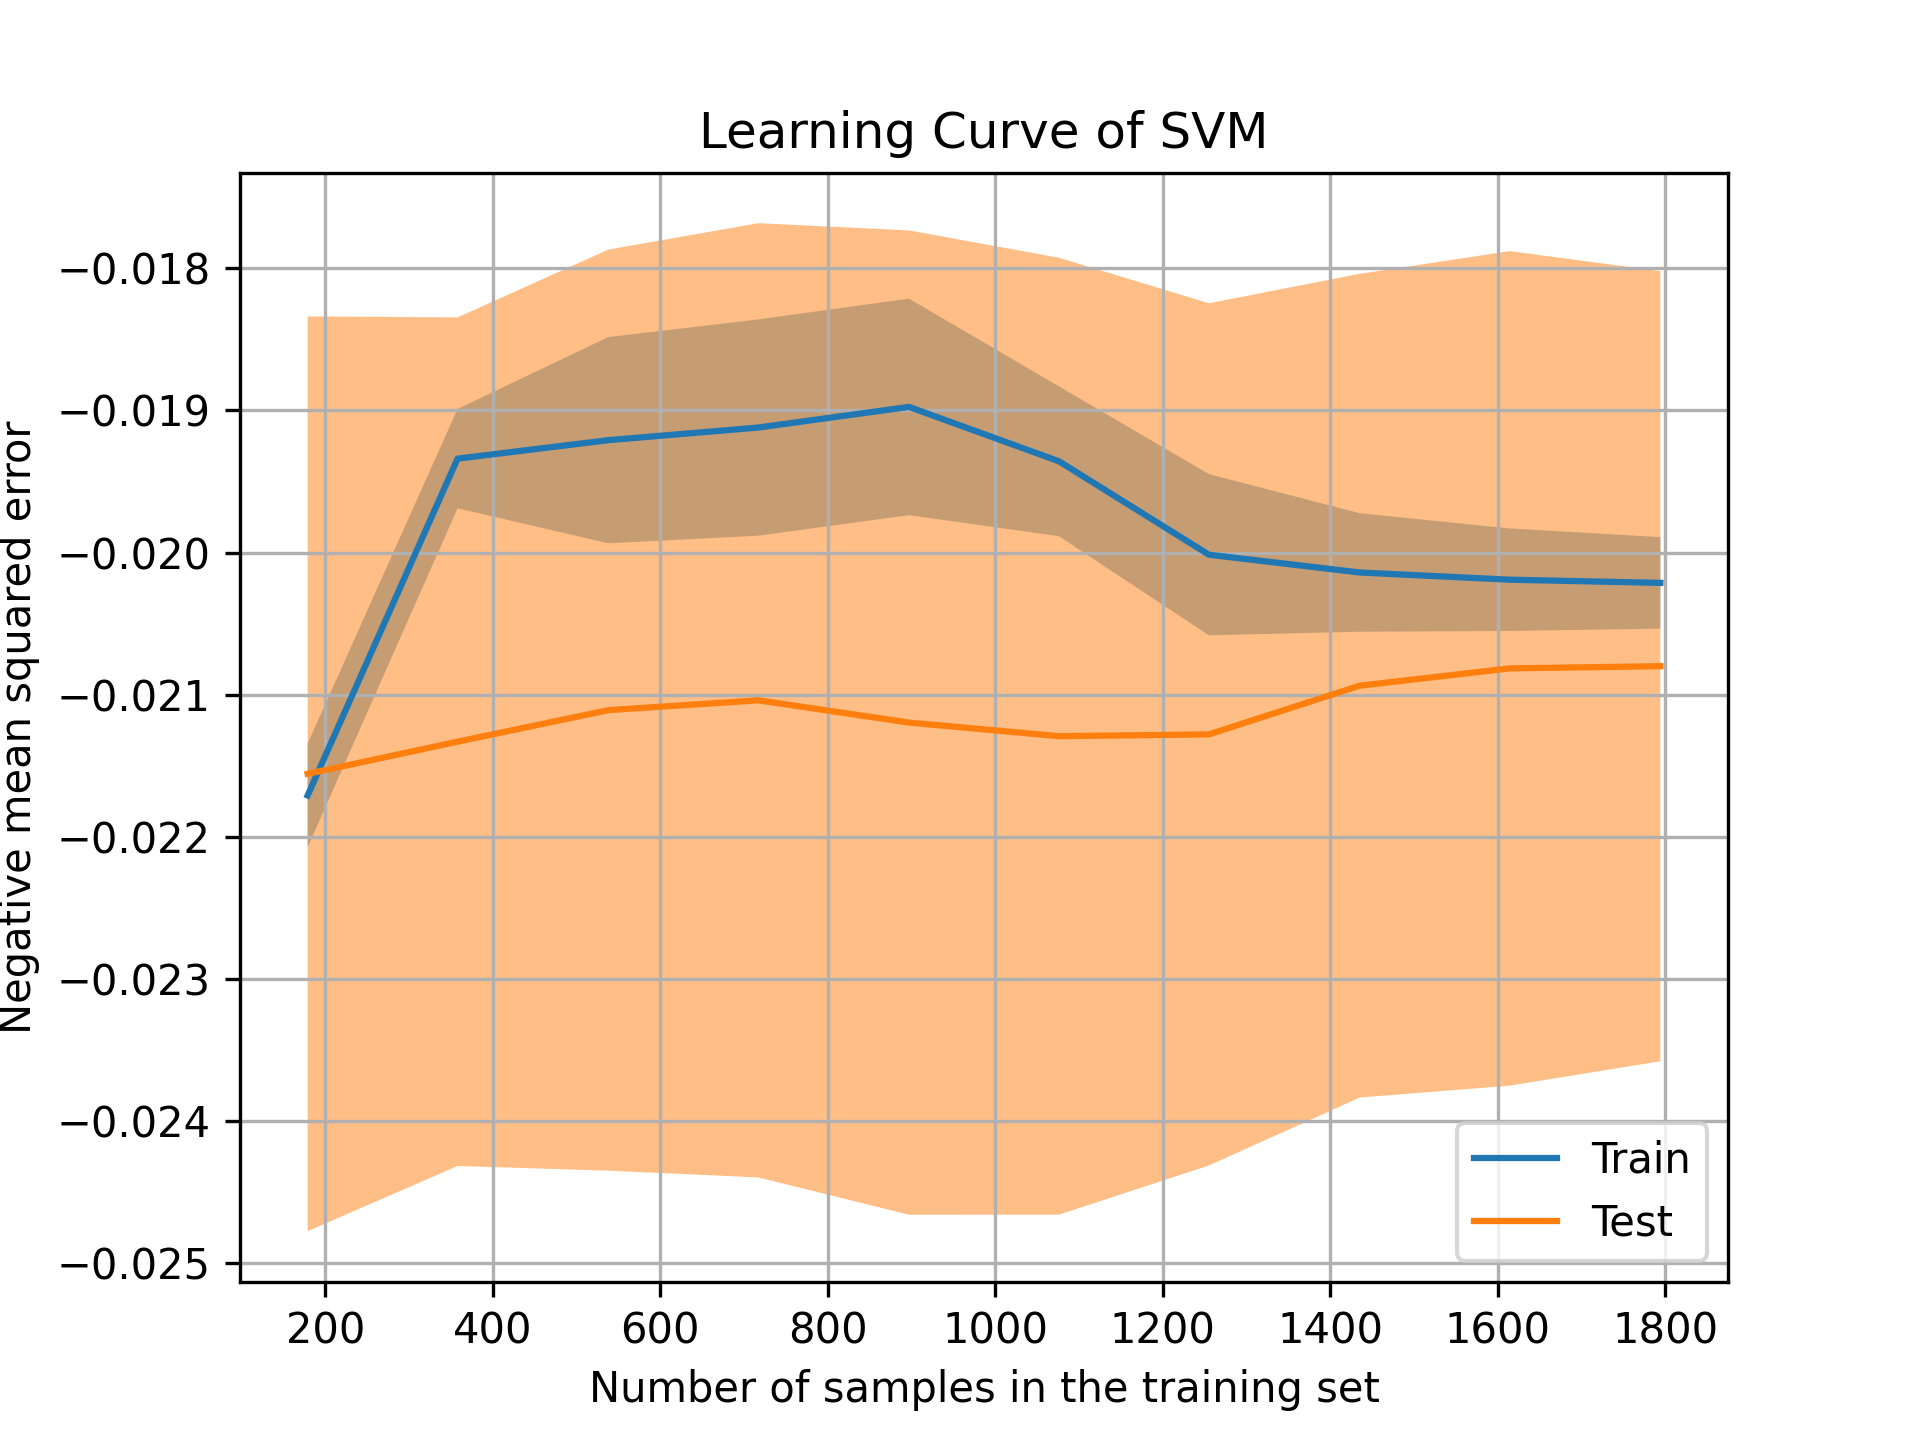 Learning Curve of SVM
Negative mean squared error
−0.018
−0.019
−0.020
−0.021
−0.022
−0.023
−0.024
−0.025
Train
Test
200 400 600 800 1000 1200 1400 1600 1800
Number of samples in the training set